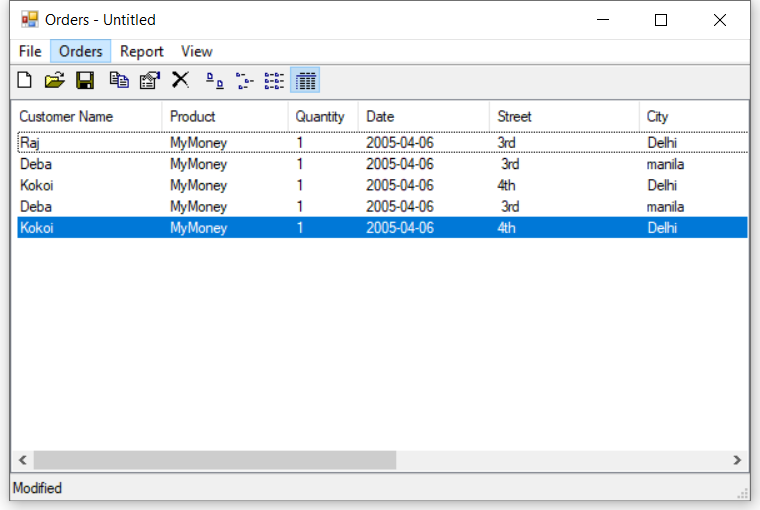 Orders - Untitled
File Orders Report View
Customer Name Product Quantity Date Street City
Raj MyMoney 1 2005-04-06 3rd Delhi
Deba MyMoney 1 2005-04-06 3rd manila
Kokoi MyMoney 1 2005-04-06 4th Delhi
Deba MyMoney 1 2005-04-06 3rd manila
Kokoi MyMoney 1 2005-04-06 4th Delhi
Modified